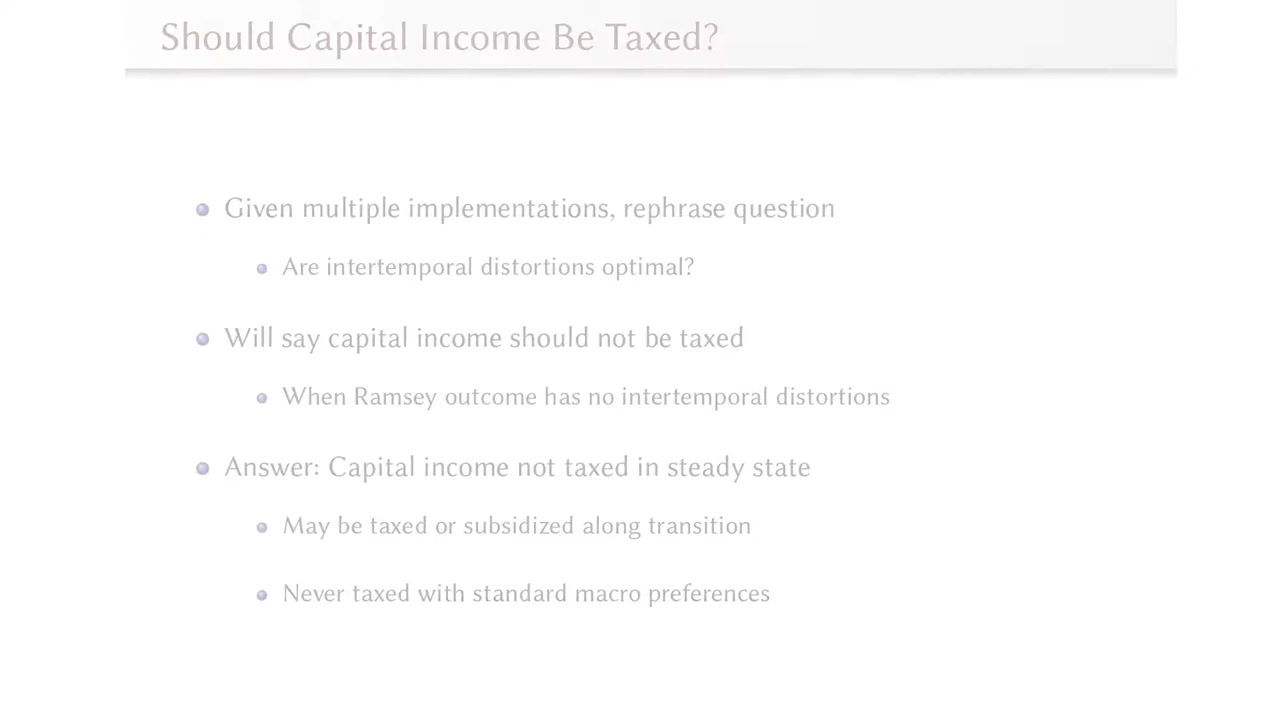 Should Capital Income Be Taxed?
Given multiple implementations, rephrase question
Are intertemporal distortions optimal?
Will say capital income should not be taxed
When Ramsey outcome has no intertemporal distortions
Answer: Capital income not taxed in steady state
May be taxed or subsidized along transition
Never taxed with standard macro preferences